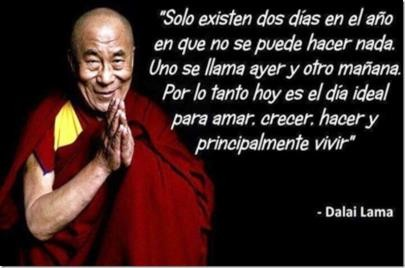 "Solo existen dos días en el año
en que no se puede hacer nada.
Uno se llama ayer y otro mañana.
Por lo tanto hoy es el día ideal
para amar, crecer, hacer y
principalmente vivir"
- Dalai Lama